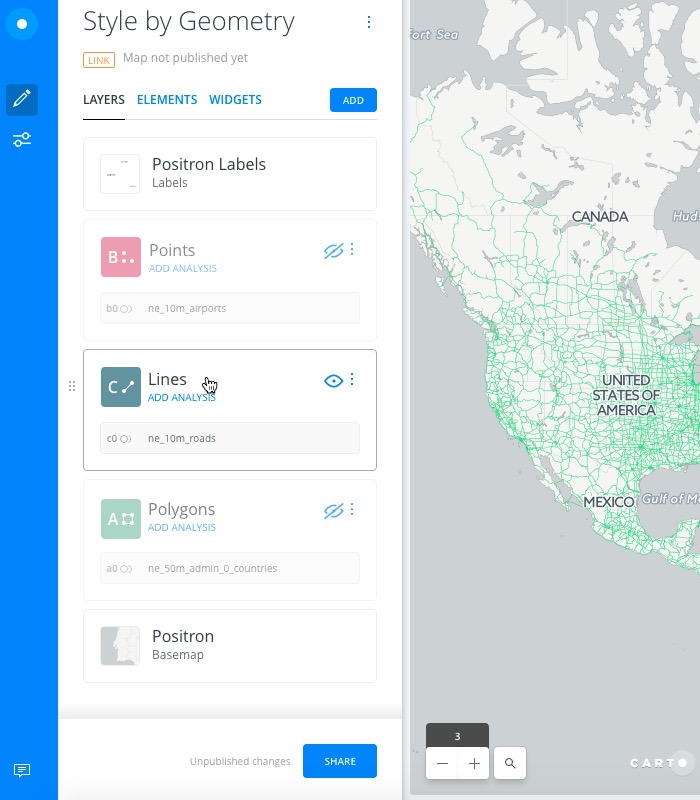 Style by Geometry
LINK Map not published yet
LAYERS ELEMENTS WIDGETS ADD
Positron Labels
Labels
B
Points
ADD ANALYSIS
b0 ne_10m_airports
C
Lines
ADD ANALYSIS
c0 ne_10m_roads
A
Polygons
ADD ANALYSIS
a0 ne_50m_admin_0_countries
Positron
Basemap
Unpublished changes SHARE
fort Sea
CANADA
Huds
UNITED
STATES OF
AMERICA
MEXICO
Gulf of Me
3
CARTO